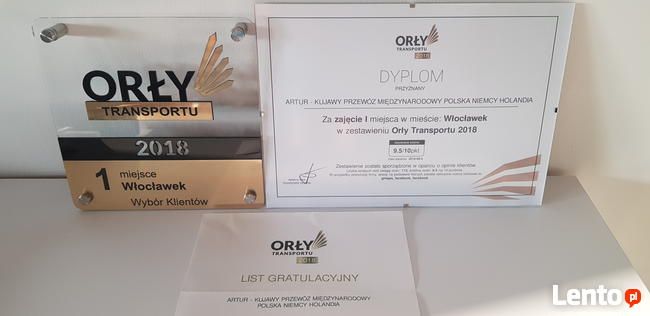 ORŁY
TRANSPORTU
2018
1 miejsce
Włocławek
Wybór Klientów
ORŁY
TRANSPORTU
2018
DYPLOM
PRZYZNANY
ARTUR - KUJAWY PRZEWÓZ MIĘDZYNARODOWY POLSKA NIEMCY HOLANDIA
Za zajęcie I miejsca w mieście: Włocławek
w zestawieniu Orły Transportu 2018
9.5/10pkt
Zestawienie zostało sporządzone w oparciu o opinie klientów
ORŁY
TRANSPORTU
2018
LIST GRATULACYJNY
ARTUR - KUJAWY PRZEWÓZ MIĘDZYNARODOWY
POLSKA NIEMCY HOLANDIA
Lento.pl